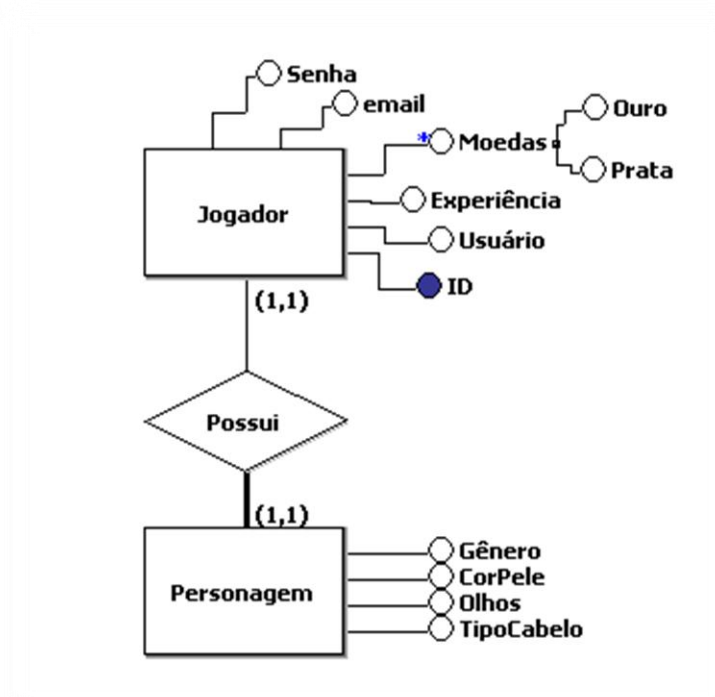 Senha
email
Ouro
* Moedas
Prata
Experiência
Jogador
Usuário
ID
(1,1)
Possui
(1,1)
Gênero
CorPele
Personagem
Olhos
TipoCabelo